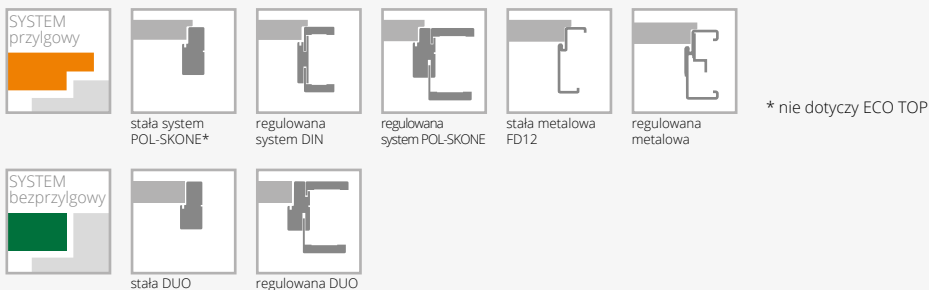 SYSTEM
przylgowy
stała system
POL-SKONE*
regulowana
system DIN
regulowana
system POL-SKONE
stała metalowa
FD12
regulowana
metalowa
* nie dotyczy ECO TOP
SYSTEM
bezprzylgowy
stała DUO
regulowana DUO